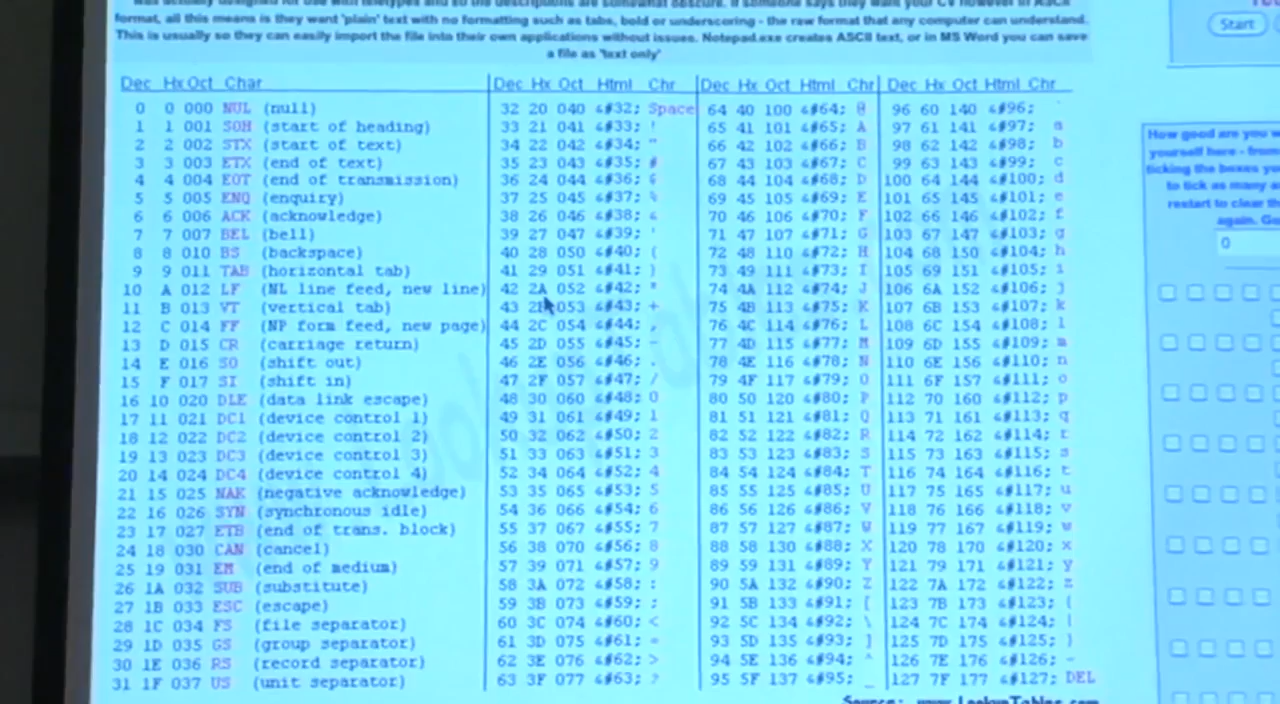 format, all this means is they want 'plain' text with no formatting such as tabs, bold or underscoring - the raw format that any computer can understand.
This is usually so they can easily import the file into their own applications without issues. Notepad.exe creates ASCII text, or in MS Word you can save
a file as 'text only'
Dec Hx Oct Char Dec Hx Oct Html Chr Dec Hx Oct Html Chr Dec Hx Oct Html Chr
0 0 000 NUL (null) 32 20 040 &#32; Space 64 40 100 &#64; @ 96 60 140 &#96; `
1 1 001 SOH (start of heading) 33 21 041 &#33; ! 65 41 101 &#65; A 97 61 141 &#97; a
2 2 002 STX (start of text) 34 22 042 &#34; " 66 42 102 &#66; B 98 62 142 &#98; b
3 3 003 ETX (end of text) 35 23 043 &#35; # 67 43 103 &#67; C 99 63 143 &#99; c
4 4 004 EOT (end of transmission) 36 24 044 &#36; $ 68 44 104 &#68; D 100 64 144 &#100; d
5 5 005 ENQ (enquiry) 37 25 045 &#37; % 69 45 105 &#69; E 101 65 145 &#101; e
6 6 006 ACK (acknowledge) 38 26 046 &#38; & 70 46 106 &#70; F 102 66 146 &#102; f
7 7 007 BEL (bell) 39 27 047 &#39; ' 71 47 107 &#71; G 103 67 147 &#103; g
8 8 010 BS (backspace) 40 28 050 &#40; ( 72 48 110 &#72; H 104 68 150 &#104; h
9 9 011 TAB (horizontal tab) 41 29 051 &#41; ) 73 49 111 &#73; I 105 69 151 &#105; i
10 A 012 LF (NL line feed, new line) 42 2A 052 &#42; * 74 4A 112 &#74; J 106 6A 152 &#106; j
11 B 013 VT (vertical tab) 43 2B 053 &#43; + 75 4B 113 &#75; K 107 6B 153 &#107; k
12 C 014 FF (NP form feed, new page) 44 2C 054 &#44; , 76 4C 114 &#76; L 108 6C 154 &#108; l
13 D 015 CR (carriage return) 45 2D 055 &#45; - 77 4D 115 &#77; M 109 6D 155 &#109; m
14 E 016 SO (shift out) 46 2E 056 &#46; . 78 4E 116 &#78; N 110 6E 156 &#110; n
15 F 017 SI (shift in) 47 2F 057 &#47; / 79 4F 117 &#79; O 111 6F 157 &#111; o
16 10 020 DLE (data link escape) 48 30 060 &#48; 0 80 50 120 &#80; P 112 70 160 &#112; p
17 11 021 DC1 (device control 1) 49 31 061 &#49; 1 81 51 121 &#81; Q 113 71 161 &#113; q
18 12 022 DC2 (device control 2) 50 32 062 &#50; 2 82 52 122 &#82; R 114 72 162 &#114; r
19 13 023 DC3 (device control 3) 51 33 063 &#51; 3 83 53 123 &#83; S 115 73 163 &#115; s
20 14 024 DC4 (device control 4) 52 34 064 &#52; 4 84 54 124 &#84; T 116 74 164 &#116; t
21 15 025 NAK (negative acknowledge) 53 35 065 &#53; 5 85 55 125 &#85; U 117 75 165 &#117; u
22 16 026 SYN (synchronous idle) 54 36 066 &#54; 6 86 56 126 &#86; V 118 76 166 &#118; v
23 17 027 ETB (end of trans. block) 55 37 067 &#55; 7 87 57 127 &#87; W 119 77 167 &#119; w
24 18 030 CAN (cancel) 56 38 070 &#56; 8 88 58 130 &#88; X 120 78 170 &#120; x
25 19 031 EM (end of medium) 57 39 071 &#57; 9 89 59 131 &#89; Y 121 79 171 &#121; y
26 1A 032 SUB (substitute) 58 3A 072 &#58; : 90 5A 132 &#90; Z 122 7A 172 &#122; z
27 1B 033 ESC (escape) 59 3B 073 &#59; ; 91 5B 133 &#91; [ 123 7B 173 &#123; {
28 1C 034 FS (file separator) 60 3C 074 &#60; < 92 5C 134 &#92; \ 124 7C 174 &#124; |
29 1D 035 GS (group separator) 61 3D 075 &#61; = 93 5D 135 &#93; ] 125 7D 175 &#125; }
30 1E 036 RS (record separator) 62 3E 076 &#62; > 94 5E 136 &#94; ^ 126 7E 176 &#126; ~
31 1F 037 US (unit separator) 63 3F 077 &#63; ? 95 5F 137 &#95; _ 127 7F 177 &#127; DEL
Source: www.LookupTables.com
Start
How good are you
yourself here - from
ticking the boxes
to tick as many a
restart to clear
again. Go
0